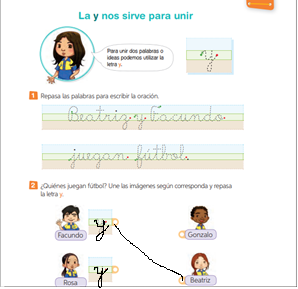 La y nos sirve para unir
Para unir dos palabras o
ideas podemos utilizar la
letra y.
y
1 Repasa las palabras para escribir la oración.
Beatriz y Facundo
juegan fútbol.
2 ¿Quiénes juegan fútbol? Une las imágenes según corresponda y repasa
la letra y.
Facundo y Gonzalo
Rosa y Beatriz